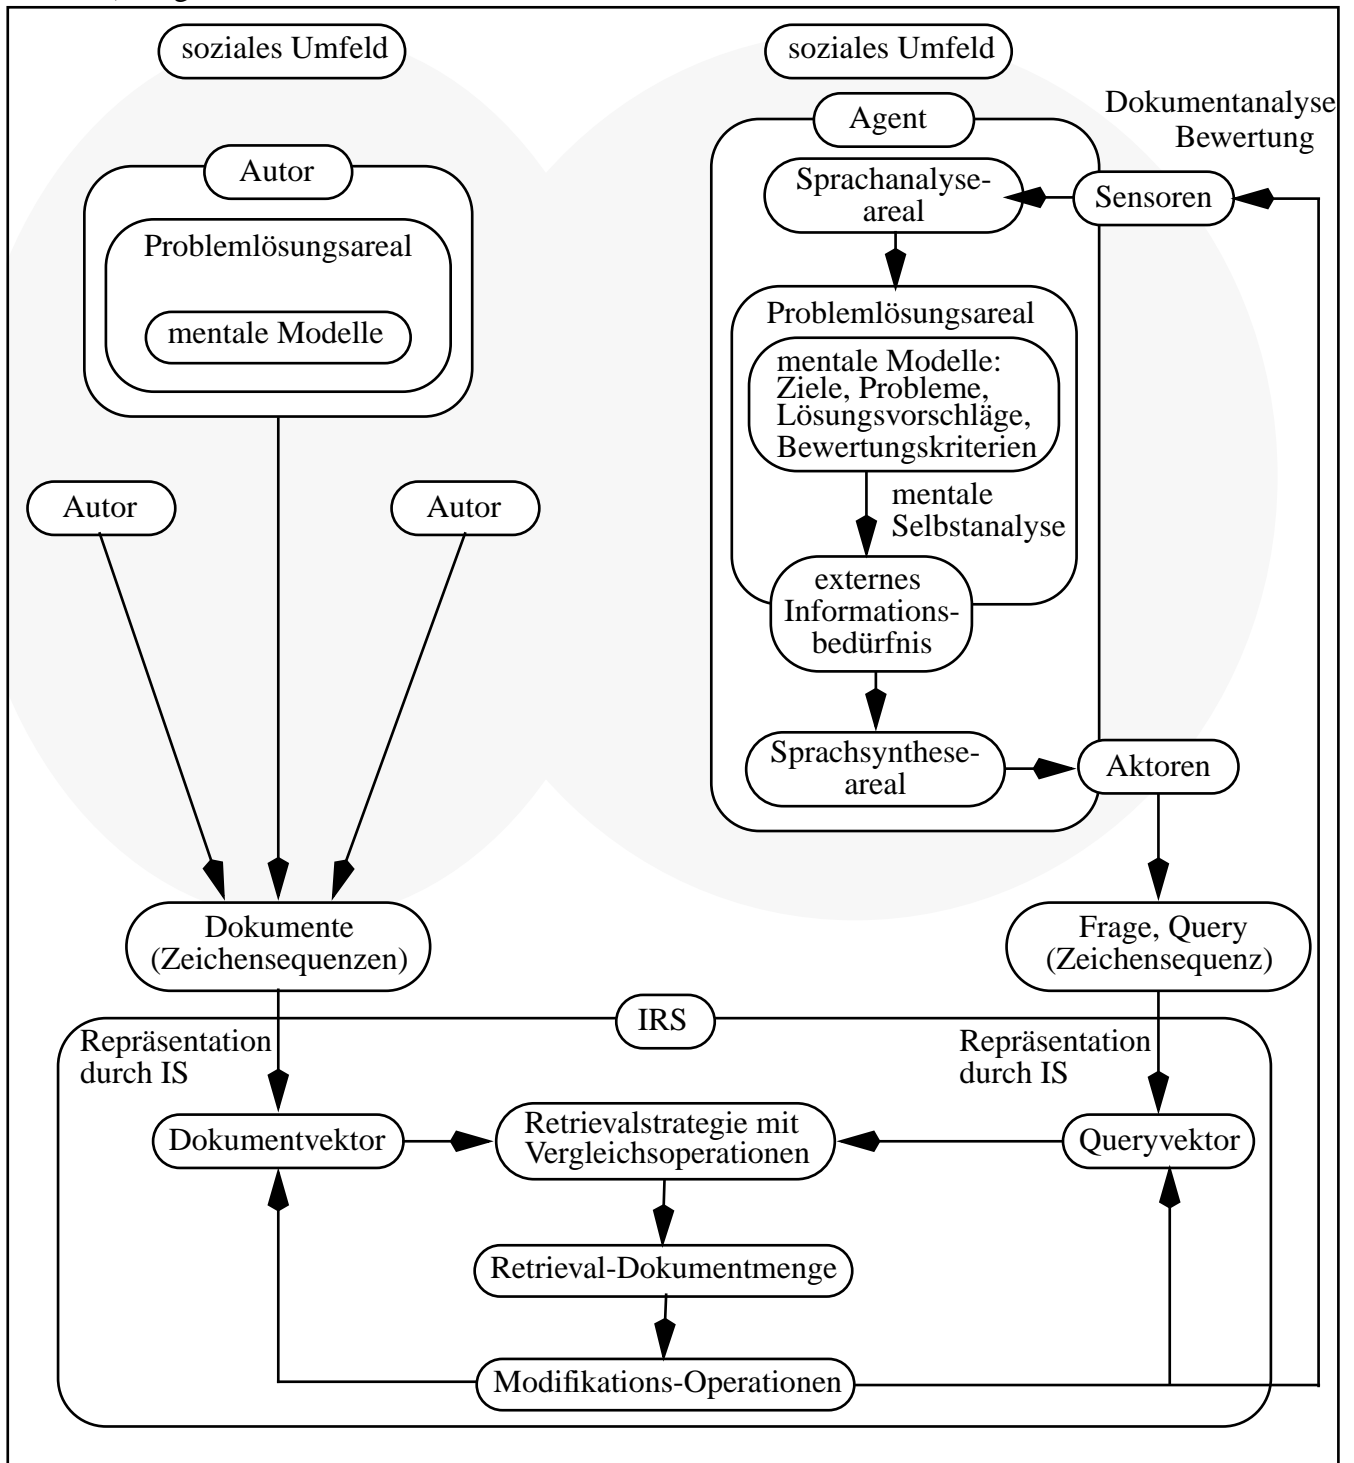 soziales Umfeld
soziales Umfeld
Dokumentanalyse
Bewertung
Autor
Problemlösungsareal
mentale Modelle
Autor
Autor
Agent
Sprachanalyse-
areal
Sensoren
Problemlösungsareal
mentale Modelle:
Ziele, Probleme,
Lösungsvorschläge,
Bewertungskriterien
mentale
Selbstanalyse
externes
Informations-
bedürfnis
Sprachsynthese-
areal
Aktoren
Dokumente
(Zeichensequenzen)
Frage, Query
(Zeichensequenz)
IRS
Repräsentation
durch IS
Repräsentation
durch IS
Dokumentvektor
Retrievalstrategie mit
Vergleichsoperationen
Queryvektor
Retrieval-Dokumentmenge
Modifikations-Operationen